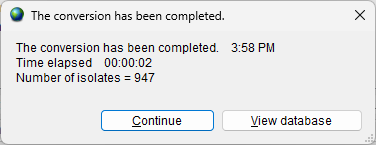 The conversion has been completed.
The conversion has been completed.    3:58 PM
Time elapsed    00:00:02
Number of isolates = 947
Continue
View database